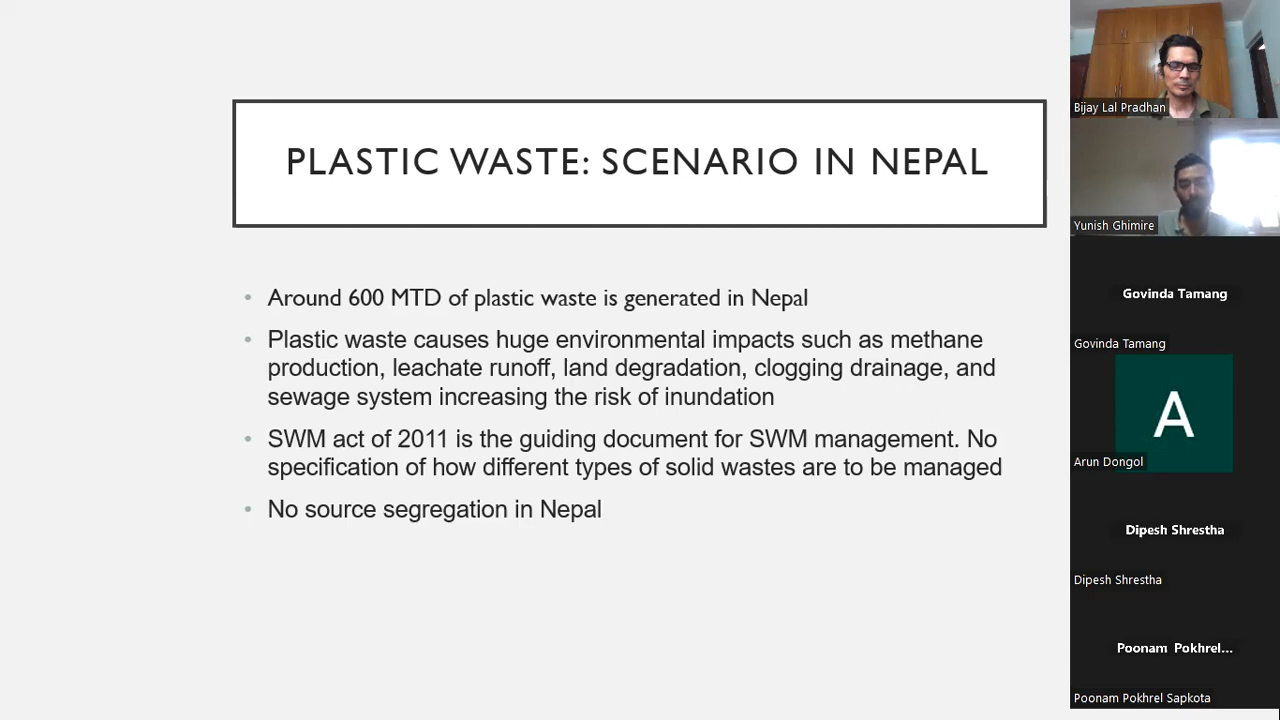 PLASTIC WASTE: SCENARIO IN NEPAL
• Around 600 MTD of plastic waste is generated in Nepal
• Plastic waste causes huge environmental impacts such as methane
production, leachate runoff, land degradation, clogging drainage, and
sewage system increasing the risk of inundation
• SWM act of 2011 is the guiding document for SWM management. No
specification of how different types of solid wastes are to be managed
• No source segregation in Nepal
Bijay Lal Pradhan
Yunish Ghimire
Govinda Tamang
Govinda Tamang
A
Arun Dongol
Dipesh Shrestha
Dipesh Shrestha
Poonam Pokhrel...
Poonam Pokhrel Sapkota